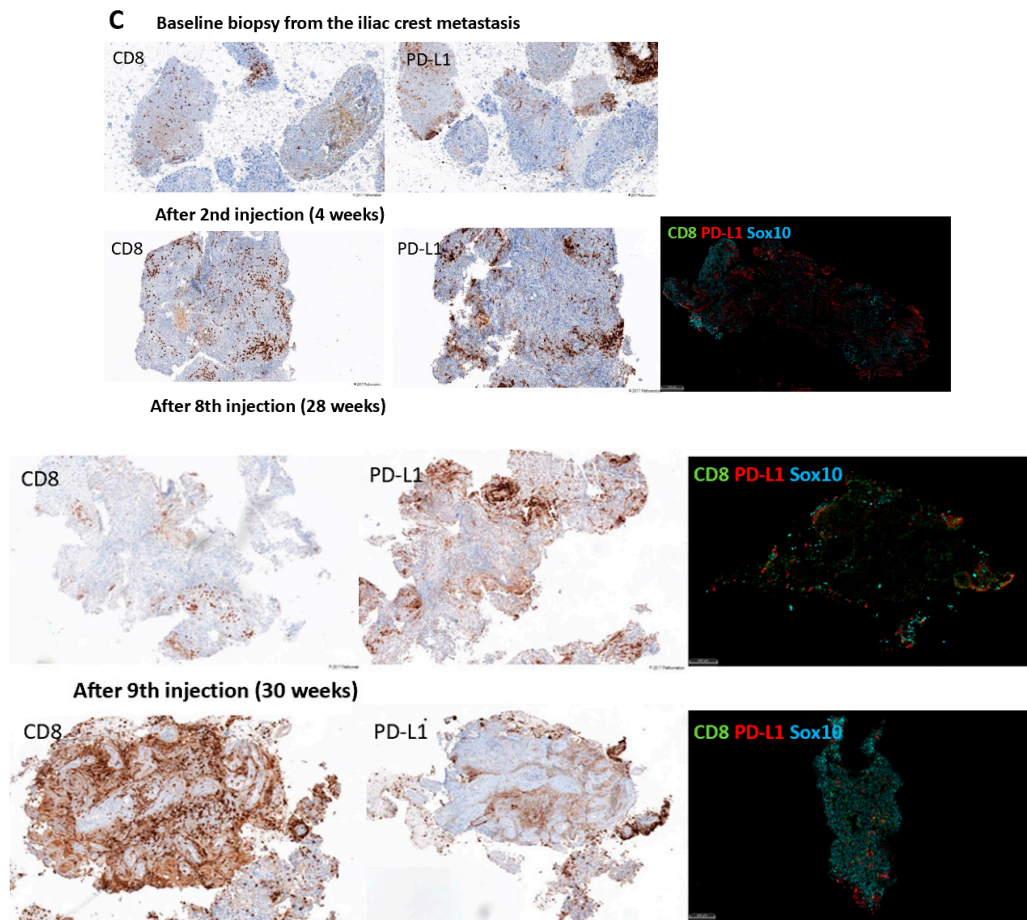 C Baseline biopsy from the iliac crest metastasis
CD8
PD-L1
After 2nd injection (4 weeks)
CD8
PD-L1
CD8 PD-L1 Sox10
After 8th injection (28 weeks)
CD8
PD-L1
CD8 PD-L1 Sox10
After 9th injection (30 weeks)
CD8
PD-L1
CD8 PD-L1 Sox10